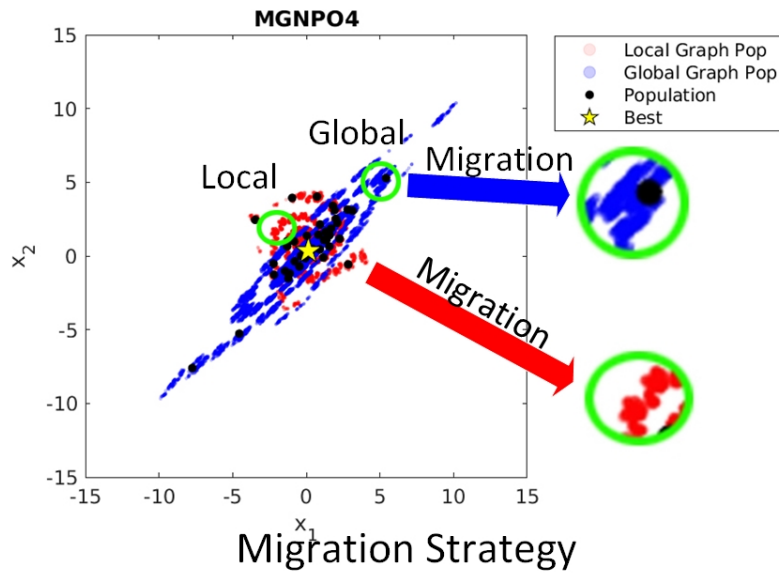 MGNPO4
15
10
5
0
-5
-10
-15
x2
Local
Global
-15 -10 -5 0 5 10 15
x1
Local Graph Pop
Global Graph Pop
Population
Best
Migration
Migration
Migration Strategy